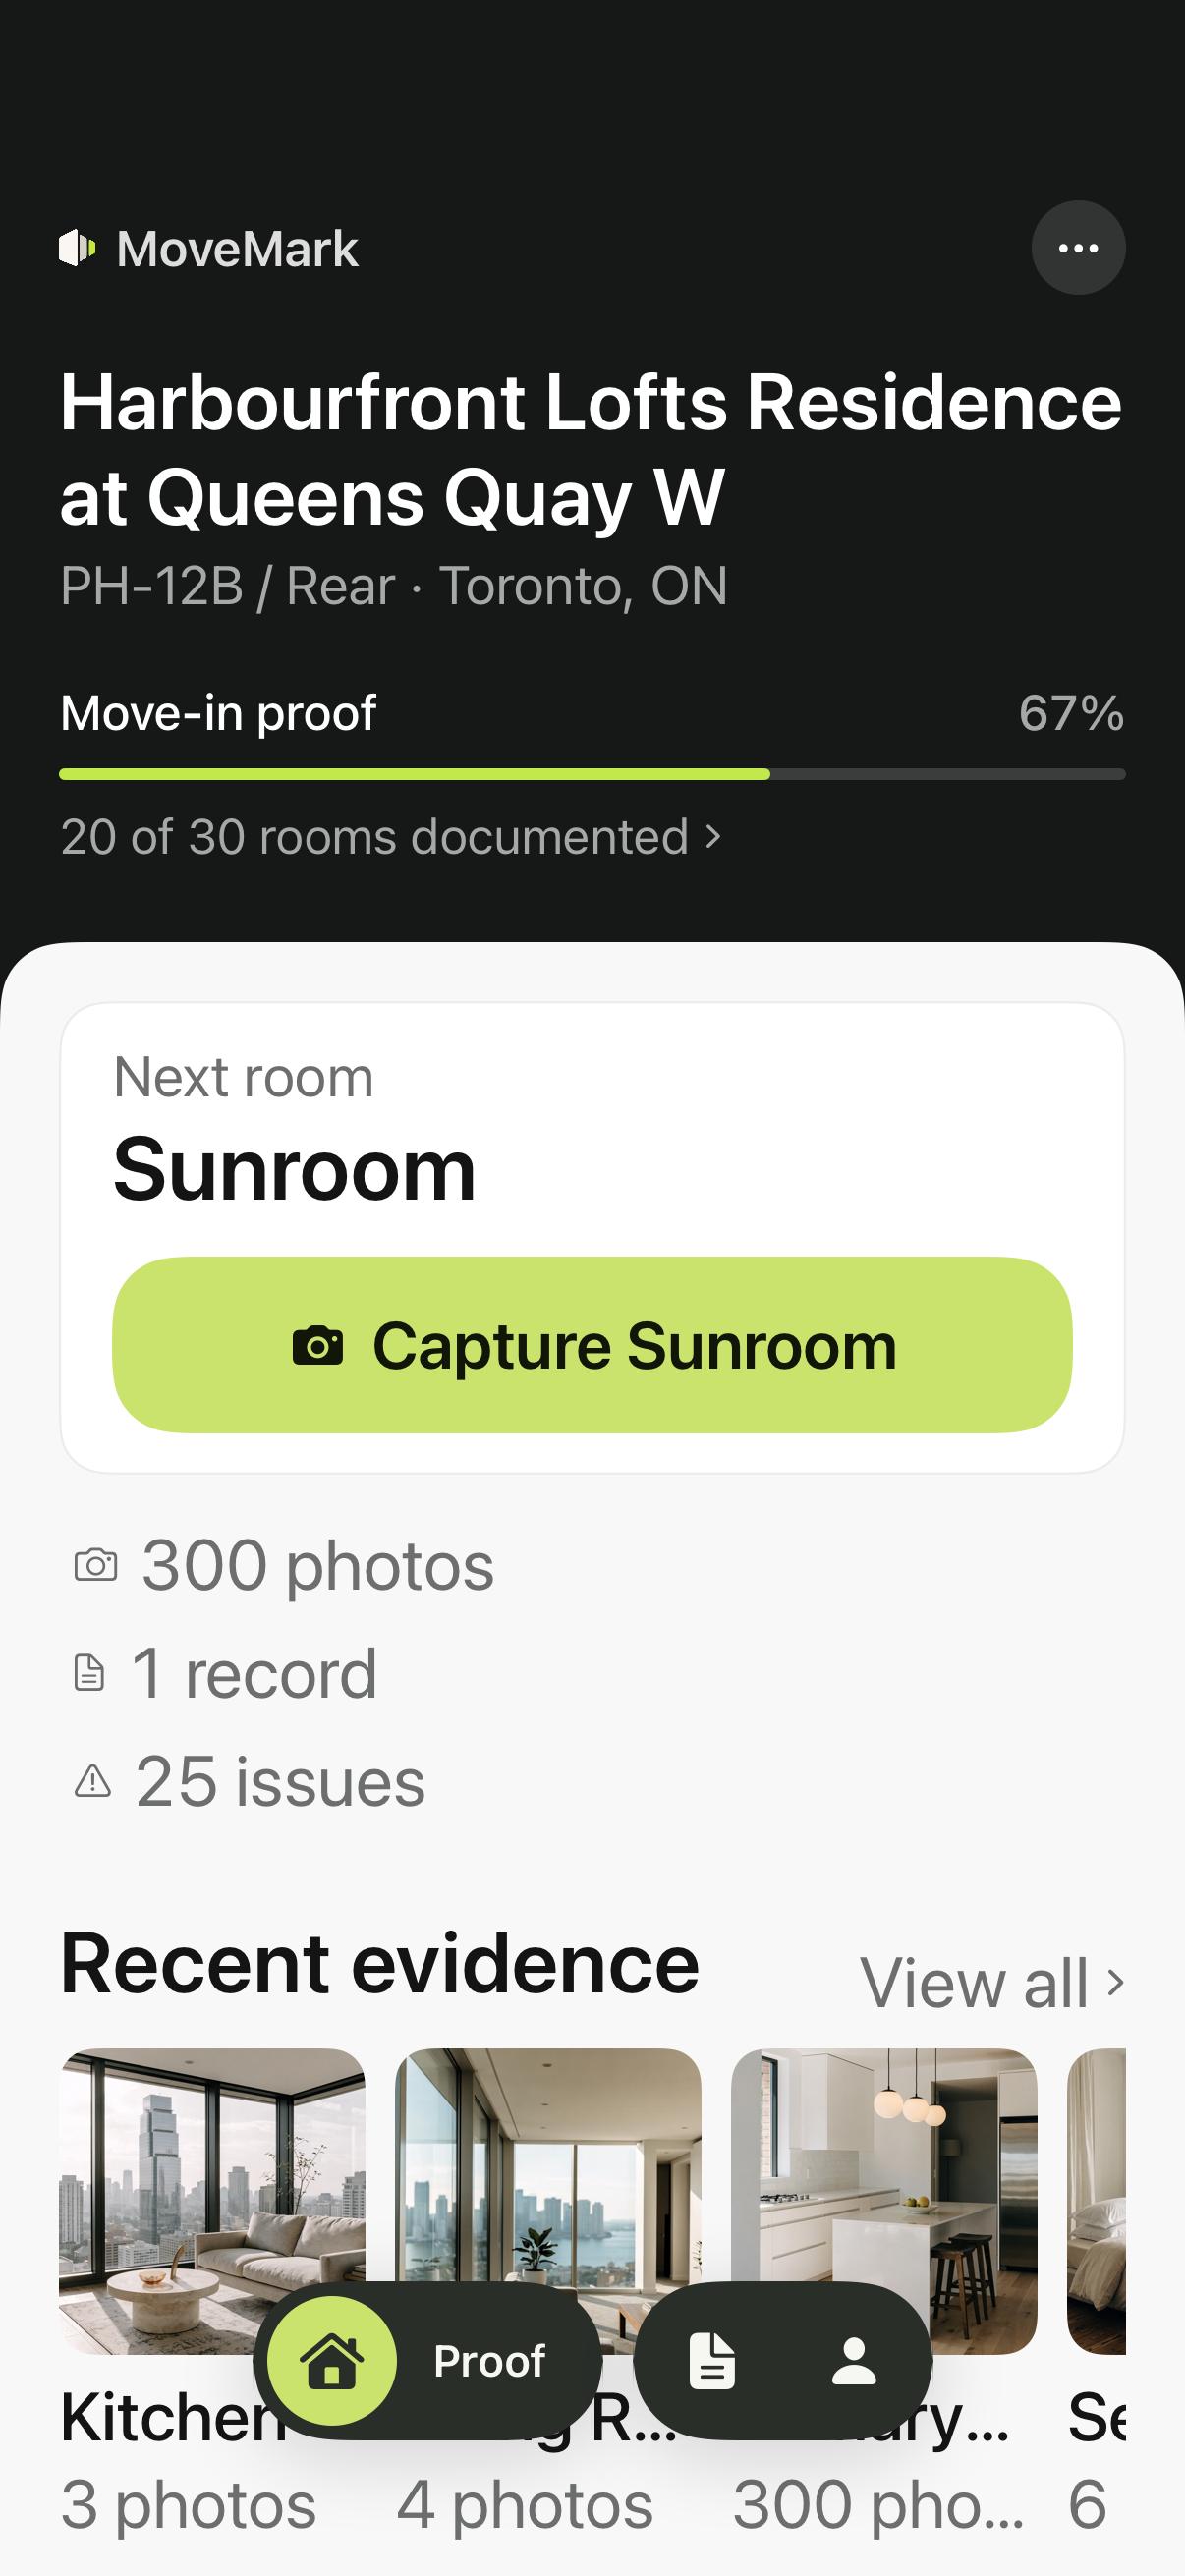 MoveMark
Harbourfront Lofts Residence
at Queens Quay W
PH-12B / Rear · Toronto, ON
Move-in proof
67%
20 of 30 rooms documented
Next room
Sunroom
Capture Sunroom
300 photos
1 record
25 issues
Recent evidence
View all
Proof
Kitchen
3 photos
4 photos
300 pho...
6